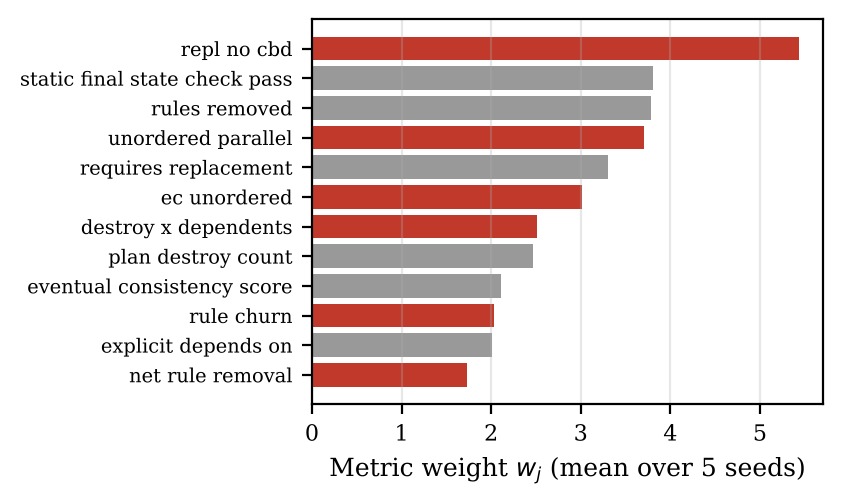 repl no cbd
static final state check pass
rules removed
unordered parallel
requires replacement
ec unordered
destroy x dependents
plan destroy count
eventual consistency score
rule churn
explicit depends on
net rule removal
0 1 2 3 4 5
Metric weight wⱼ (mean over 5 seeds)